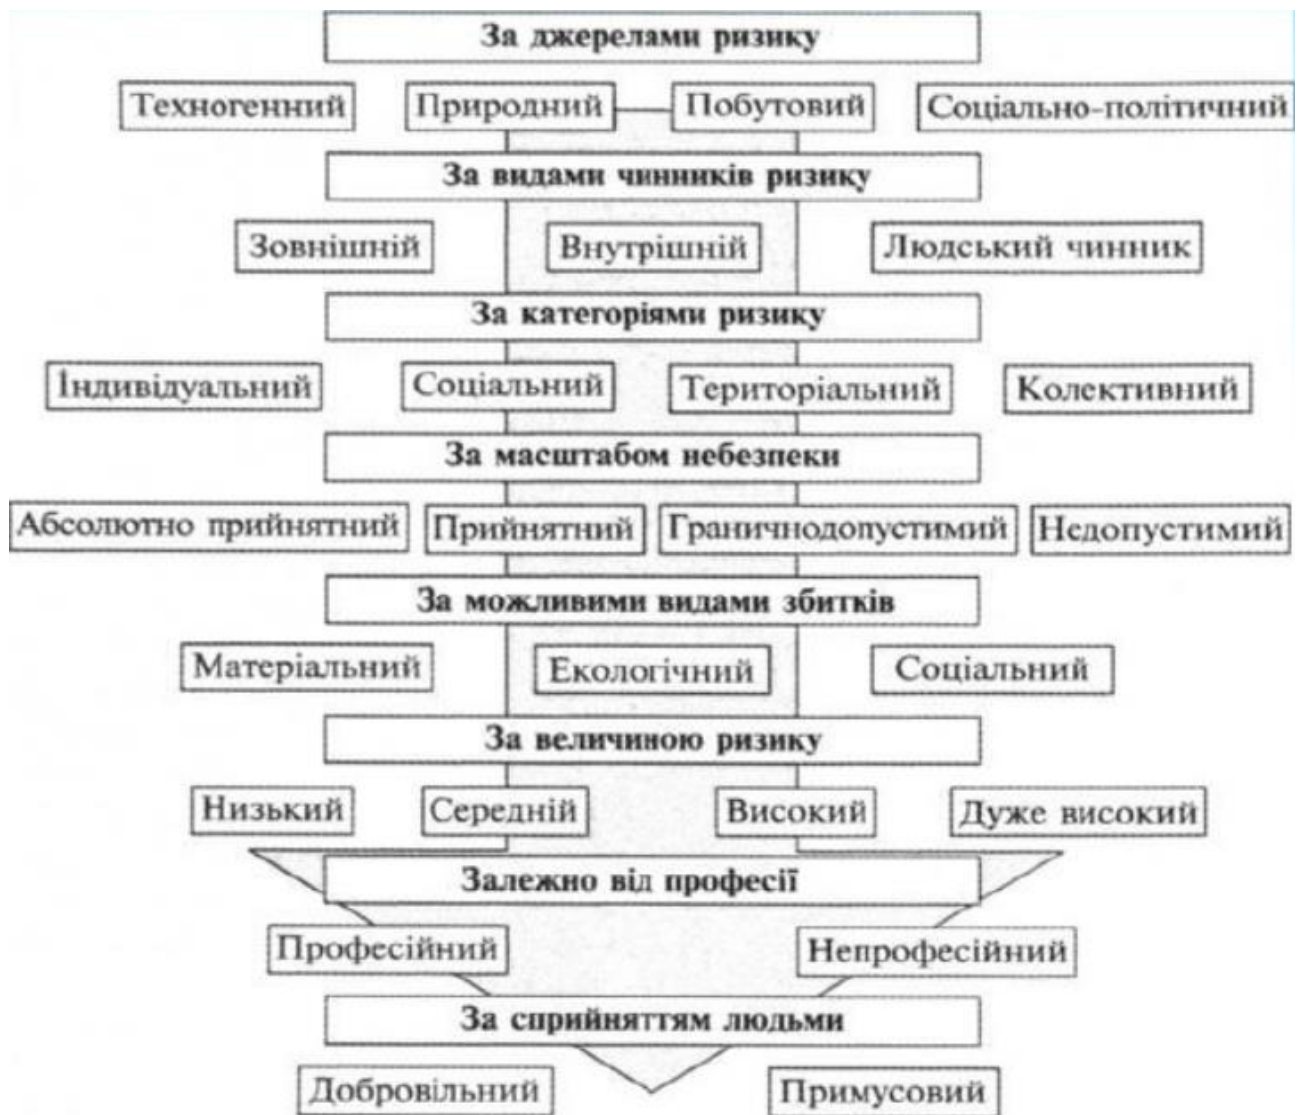 За джерелами ризику
Техногенний Природний Побутовий Соціально-політичний
За видами чинників ризику
Зовнішній Внутрішній Людський чинник
За категоріями ризику
Індивідуальний Соціальний Територіальний Колективний
За масштабом небезпеки
Абсолютно прийнятний Прийнятний Граничнодопустимий Недопустимий
За можливими видами збитків
Матеріальний Екологічний Соціальний
За величиною ризику
Низький Середній Високий Дуже високий
Залежно від професії
Професійний Непрофесійний
За сприйняттям людьми
Добровільний Примусовий